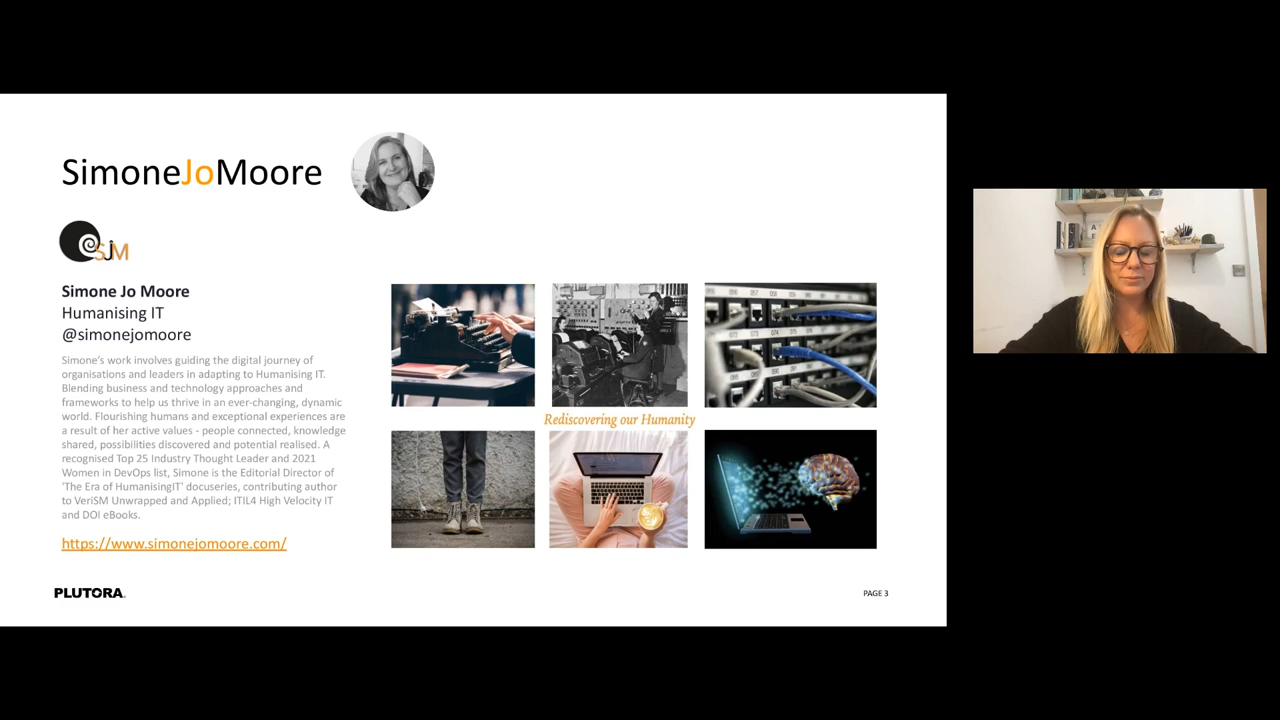 SimoneJoMoore
SJM
Simone Jo Moore
Humanising IT
@simonejomoore
Simone's work involves guiding the digital journey of
organisations and leaders in adapting to Humanising IT.
Blending business and technology approaches and
frameworks to help us thrive in an ever-changing, dynamic
world. Flourishing humans and exceptional experiences are
a result of her active values - people connected, knowledge
shared, possibilities discovered and potential realised. A
recognised Top 25 Industry Thought Leader and 2021
Women in DevOps list, Simone is the Editorial Director of
'The Era of HumanisingIT' docuseries, contributing author
to VeriSM Unwrapped and Applied; ITIL4 High Velocity IT
and DOI eBooks.
https://www.simonejomoore.com/
Rediscovering our Humanity
PLUTORA
PAGE 3